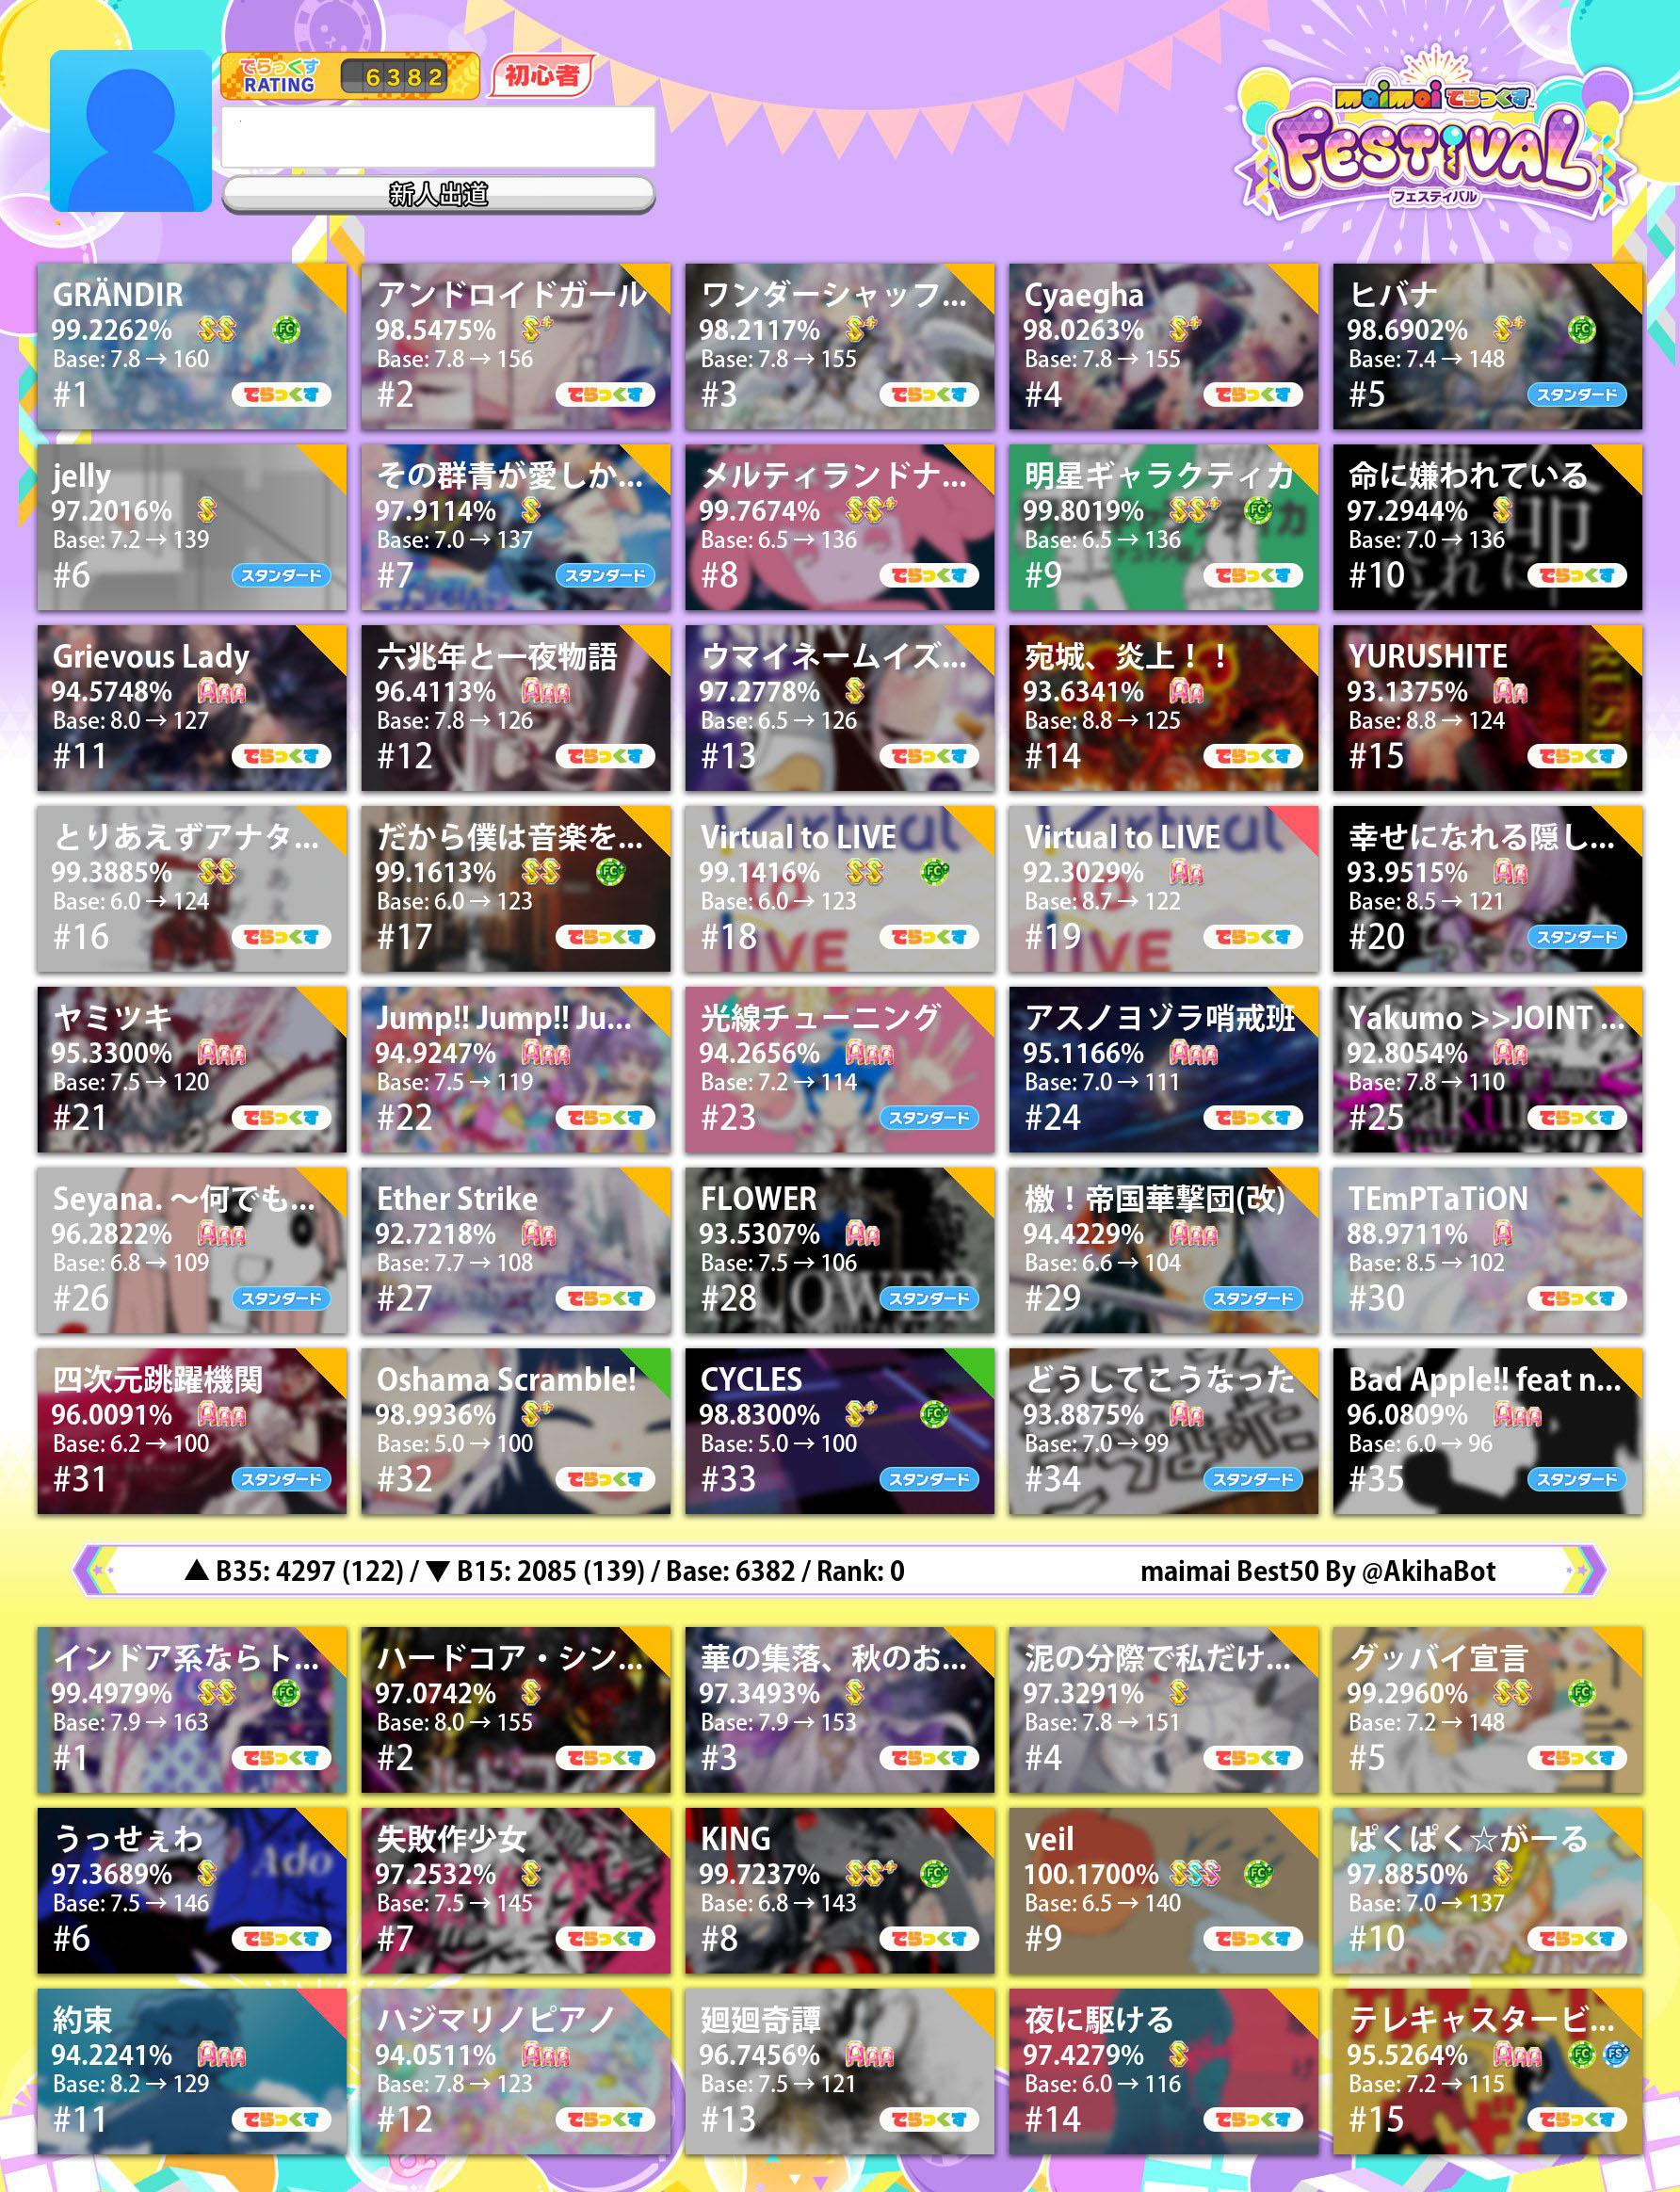 でらっくす
RATING
6382
初心者
新人出道
maimai でらっくす
FESTiVAL
フェスティバル
GRÄNDIR
99.2262% SS FC
Base: 7.8 → 160
#1 でらっくす
アンドロイドガール
98.5475% S+
Base: 7.8 → 156
#2 でらっくす
ワンダーシャッフ...
98.2117% S+
Base: 7.8 → 155
#3 でらっくす
Cyaegha
98.0263% S+
Base: 7.8 → 155
#4 でらっくす
ヒバナ
98.6902% S+ FC
Base: 7.4 → 148
#5 スタンダード
jelly
97.2016% S
Base: 7.2 → 139
#6 スタンダード
その群青が愛しか...
97.9114% S
Base: 7.0 → 137
#7 スタンダード
メルティランドナ...
99.7674% SS+
Base: 6.5 → 136
#8 でらっくす
明星ギャラクティカ
99.8019% SS+ FC+
Base: 6.5 → 136
#9 でらっくす
命に嫌われている
97.2944% S
Base: 7.0 → 136
#10 でらっくす
Grievous Lady
94.5748% AAA
Base: 8.0 → 127
#11 でらっくす
六兆年と一夜物語
96.4113% AAA
Base: 7.8 → 126
#12 でらっくす
ウマイネームイズ...
97.2778% S
Base: 6.5 → 126
#13 でらっくす
宛城、炎上！！
93.6341% AA
Base: 8.8 → 125
#14 でらっくす
YURUSHITE
93.1375% AA
Base: 8.8 → 124
#15 でらっくす
とりあえずアナタ...
99.3885% SS
Base: 6.0 → 124
#16 でらっくす
だから僕は音楽を...
99.1613% SS FC+
Base: 6.0 → 123
#17 でらっくす
Virtual to LIVE
99.1416% SS FC+
Base: 6.0 → 123
#18 でらっくす
Virtual to LIVE
92.3029% AA
Base: 8.7 → 122
#19 でらっくす
幸せになれる隠し...
93.9515% AA
Base: 8.5 → 121
#20 スタンダード
ヤミツキ
95.3300% AAA
Base: 7.5 → 120
#21 でらっくす
Jump!! Jump!! Ju...
94.9247% AAA
Base: 7.5 → 119
#22 でらっくす
光線チューニング
94.2656% AAA
Base: 7.2 → 114
#23 スタンダード
アスノヨゾラ哨戒班
95.1166% AAA
Base: 7.0 → 111
#24 でらっくす
Yakumo >>JOINT ...
92.8054% AA
Base: 7.8 → 110
#25 でらっくす
Seyana. ～何でも...
96.2822% AAA
Base: 6.8 → 109
#26 スタンダード
Ether Strike
92.7218% AA
Base: 7.7 → 108
#27 でらっくす
FLOWER
93.5307% AA
Base: 7.5 → 106
#28 スタンダード
檄！帝国華撃団(改)
94.4229% AAA
Base: 6.6 → 104
#29 スタンダード
TEmPTaTiON
88.9711% A
Base: 8.5 → 102
#30 でらっくす
四次元跳躍機関
96.0091% AAA
Base: 6.2 → 100
#31 スタンダード
Oshama Scramble!
98.9936% S+
Base: 5.0 → 100
#32 でらっくす
CYCLES
98.8300% S+ FC+
Base: 5.0 → 100
#33 スタンダード
どうしてこうなった
93.8875% AA
Base: 7.0 → 99
#34 スタンダード
Bad Apple!! feat n...
96.0809% AAA
Base: 6.0 → 96
#35 スタンダード
▲ B35: 4297 (122) / ▼ B15: 2085 (139) / Base: 6382 / Rank: 0
maimai Best50 By @AkihaBot
インドア系ならト...
99.4979% SS FC
Base: 7.9 → 163
#1 でらっくす
ハードコア・シン...
97.0742% S
Base: 8.0 → 155
#2 でらっくす
華の集落、秋のお...
97.3493% S
Base: 7.9 → 153
#3 でらっくす
泥の分際で私だけ...
97.3291% S
Base: 7.8 → 151
#4 でらっくす
グッバイ宣言
99.2960% SS FC
Base: 7.2 → 148
#5 でらっくす
うっせぇわ
97.3689% S
Base: 7.5 → 146
#6 でらっくす
失敗作少女
97.2532% S
Base: 7.5 → 145
#7 でらっくす
KING
99.7237% SS+ FC+
Base: 6.8 → 143
#8 でらっくす
veil
100.1700% SSS FC+
Base: 6.5 → 140
#9 でらっくす
ぱくぱく☆がーる
97.8850% S
Base: 7.0 → 137
#10 でらっくす
約束
94.2241% AAA
Base: 8.2 → 129
#11 でらっくす
ハジマリノピアノ
94.0511% AAA
Base: 7.8 → 123
#12 でらっくす
廻廻奇譚
96.7456% AAA
Base: 7.5 → 121
#13 でらっくす
夜に駆ける
97.4279% S
Base: 6.0 → 116
#14 でらっくす
テレキャスタービ...
95.5264% AAA FC FS+
Base: 7.2 → 115
#15 でらっくす